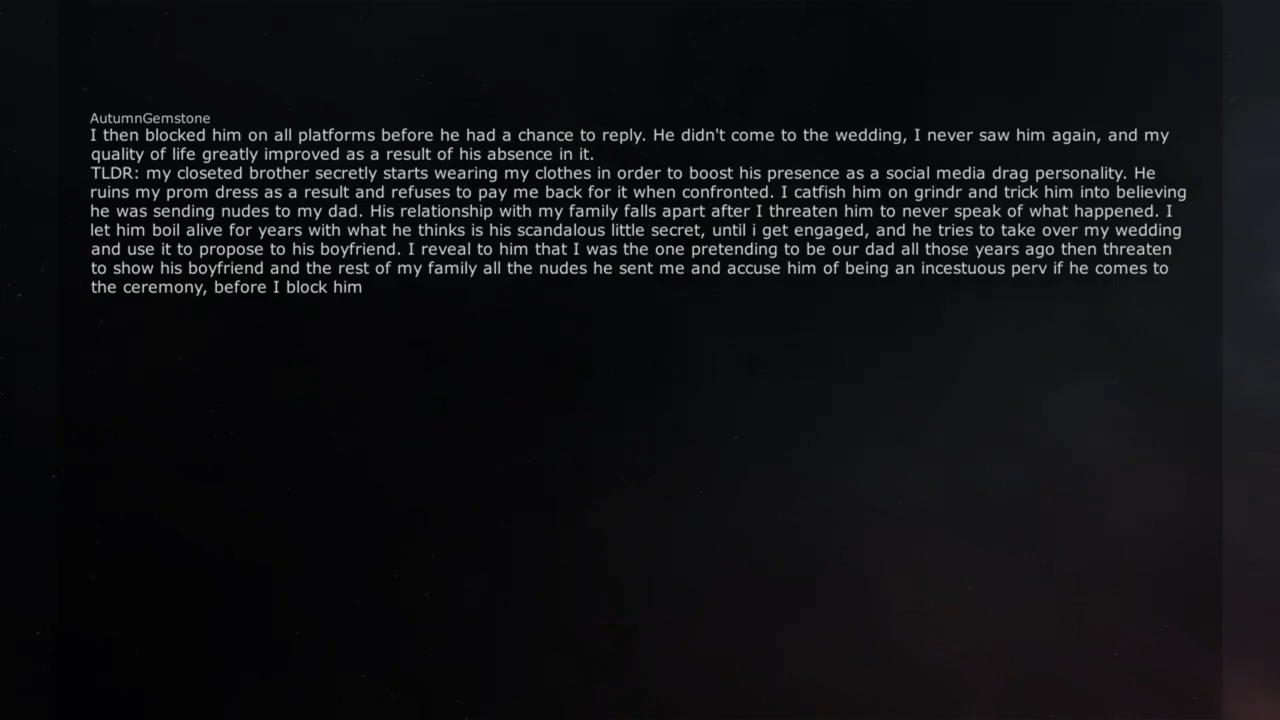 AutumnGemstone
I then blocked him on all platforms before he had a chance to reply. He didn't come to the wedding, I never saw him again, and my
quality of life greatly improved as a result of his absence in it.
TLDR: my closeted brother secretly starts wearing my clothes in order to boost his presence as a social media drag personality. He
ruins my prom dress as a result and refuses to pay me back for it when confronted. I catfish him on grindr and trick him into believing
he was sending nudes to my dad. His relationship with my family falls apart after I threaten him to never speak of what happened. I
let him boil alive for years with what he thinks is his scandalous little secret, until i get engaged, and he tries to take over my wedding
and use it to propose to his boyfriend. I reveal to him that I was the one pretending to be our dad all those years ago then threaten
to show his boyfriend and the rest of my family all the nudes he sent me and accuse him of being an incestuous perv if he comes to
the ceremony, before I block him